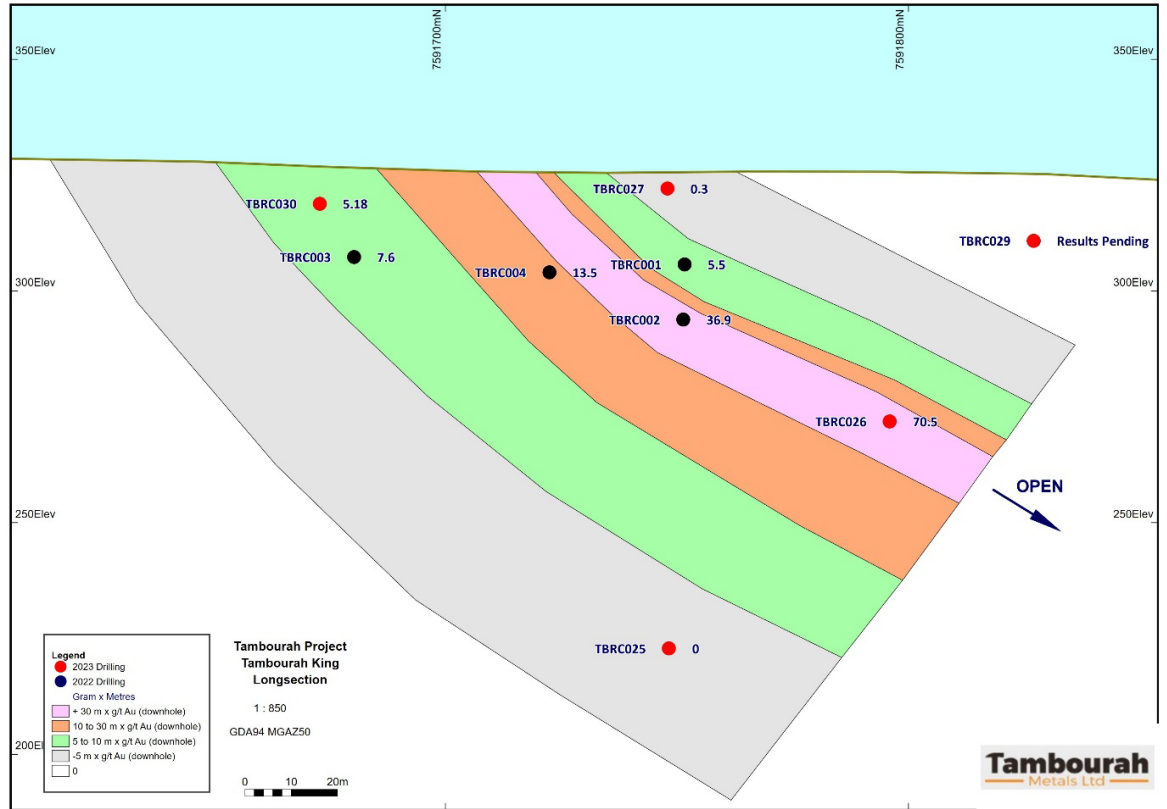 7591700mN
7591800mN
350Elev
350Elev
TBRC027 0.3
TBRC030 5.18
TBRC029 Results Pending
TBRC003 7.6
TBRC001 5.5
TBRC004 13.5
300Elev
300Elev
TBRC002 36.9
TBRC026 70.5
OPEN
250Elev
250Elev
TBRC025 0
Legend
2023 Drilling
2022 Drilling
Gram x Metres
+ 30 m x g/t Au (downhole)
10 to 30 m x g/t Au (downhole)
5 to 10 m x g/t Au (downhole)
-5 m x g/t Au (downhole)
0
Tambourah Project
Tambourah King
Longsection
1 : 850
GDA94 MGAZ50
0 10 20m
Tambourah
Metals Ltd